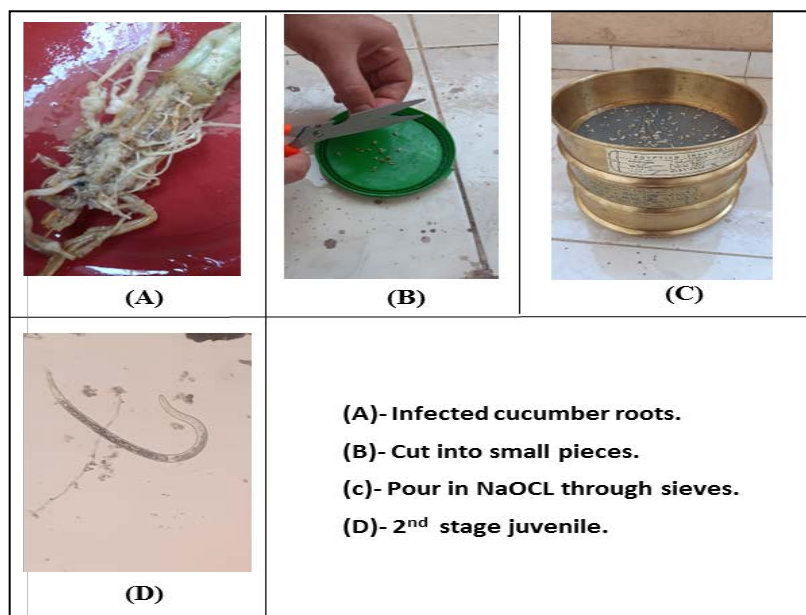 (A)
(B)
(C)
(D)
(A)- Infected cucumber roots.
(B)- Cut into small pieces.
(c)- Pour in NaOCL through sieves.
(D)- 2nd stage juvenile.